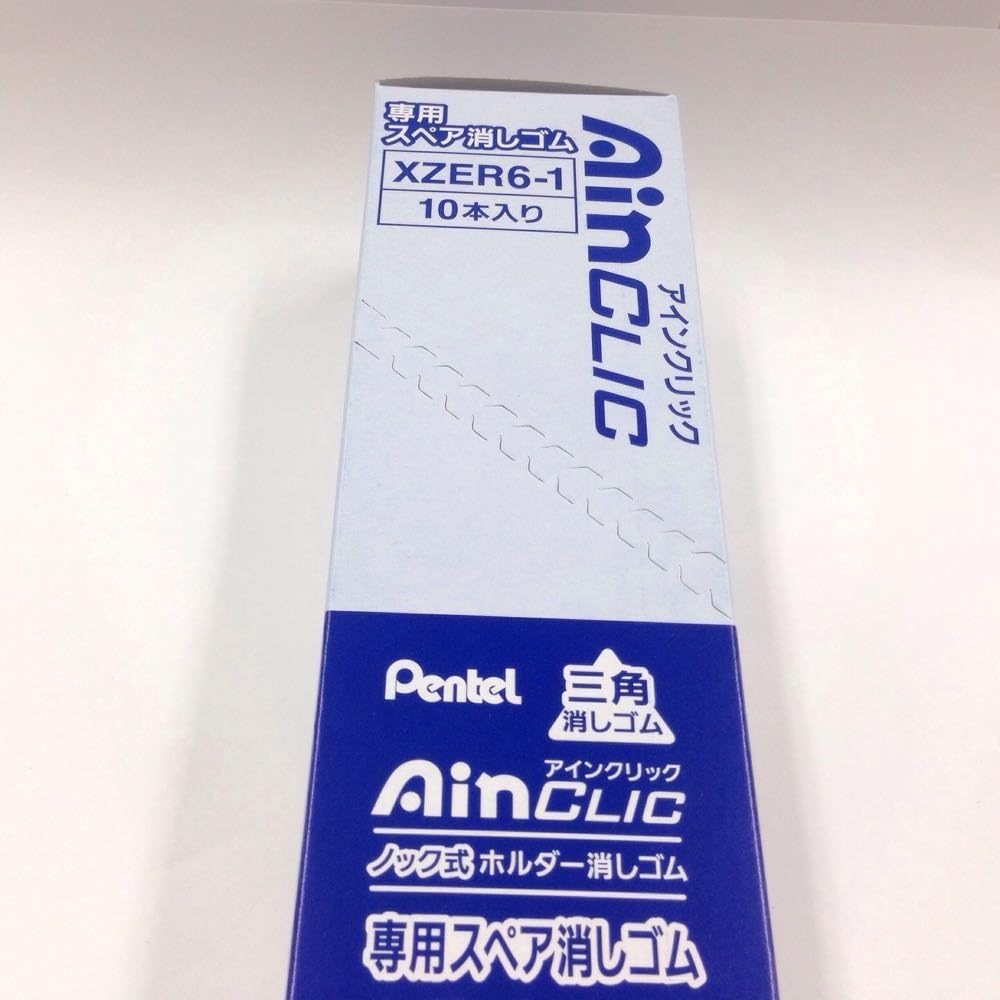 専用
スペア消しゴム
XZER6-1
10本入り
Ain CLIC
アインクリック
Pentel
三角
消しゴム
アインクリック
Ain CLIC
ノック式 ホルダー消しゴム
専用スペア消しゴム